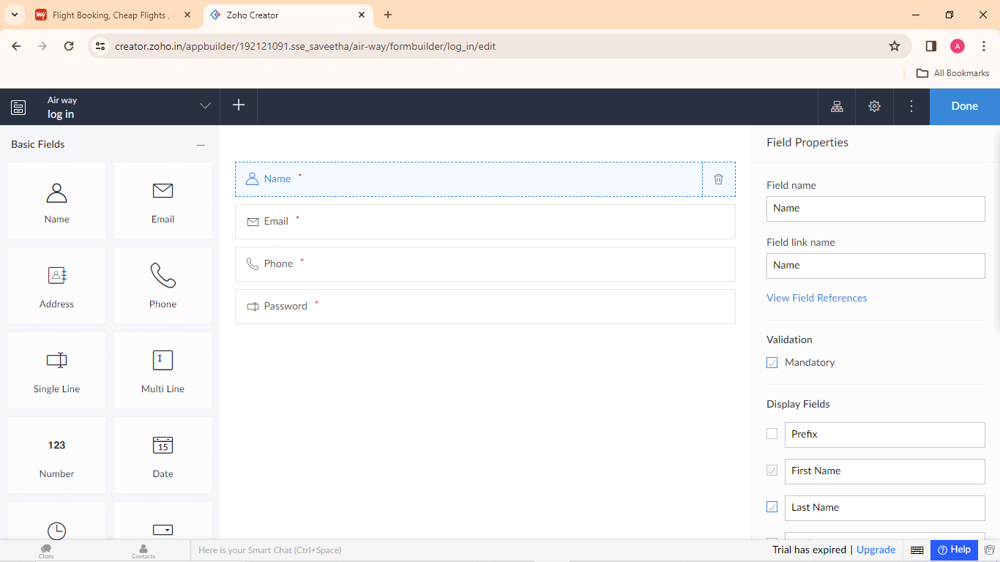 Flight Booking, Cheap Flights ,
Zoho Creator
creator.zoho.in/appbuilder/192121091.sse_saveetha/air-way/formbuilder/log_in/edit
A
All Bookmarks
Air way
log in
Done
Basic Fields
Name
Email
Address
Phone
Single Line
Multi Line
123
Number
15
Date
Name *
Email *
Phone *
Password *
Field Properties
Field name
Name
Field link name
Name
View Field References
Validation
Mandatory
Display Fields
Prefix
First Name
Last Name
Chats
Contacts
Here is your Smart Chat (Ctrl+Space)
Trial has expired | Upgrade
Help